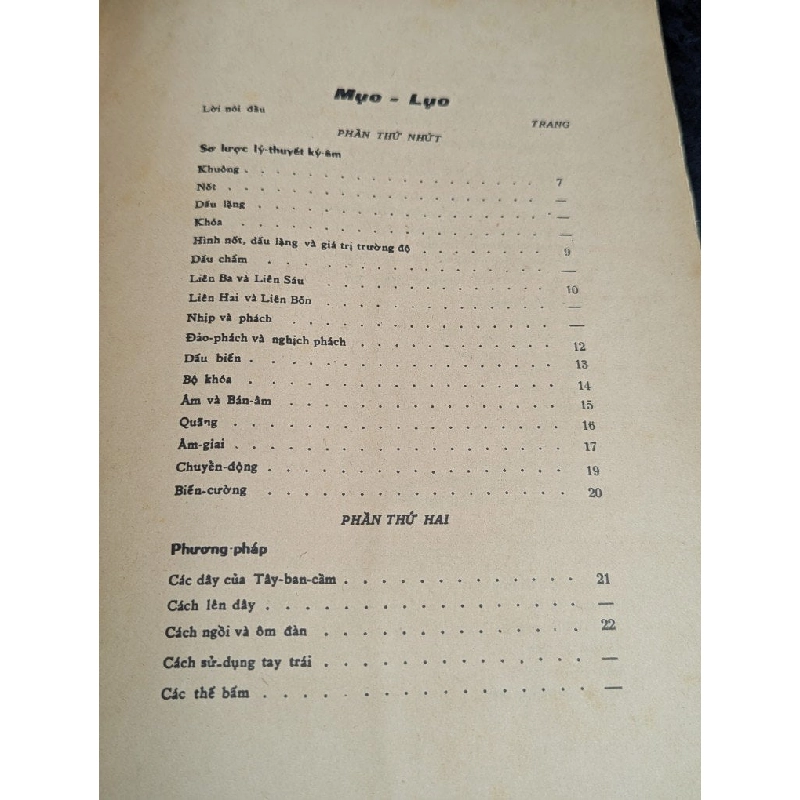 Mục - Lục
Lời nói đầu
TRANG
PHẦN THỨ NHỨT
Sơ lược lý-thuyết ký-âm
Khuông . . . . . . . . . . . . . . . . 7
Nốt . . . . . . . . . . . . . . . . —
Dấu lặng . . . . . . . . . . . . . . . . —
Khóa . . . . . . . . . . . . . . . . —
Hình nốt, dấu lặng và giá trị trường độ . . . . . . . . 9
Dấu chấm . . . . . . . . . . . . . . . . —
Liên Ba và Liên Sáu . . . . . . . . . . . . . 10
Liên Hai và Liên Bốn . . . . . . . . . . . . . —
Nhịp và phách . . . . . . . . . . . . . . —
Đảo-phách và nghịch phách . . . . . . . . . . . 12
Dấu biến . . . . . . . . . . . . . . . . 13
Bộ khóa . . . . . . . . . . . . . . . . 14
Âm và Bán-âm . . . . . . . . . . . . . . 15
Quãng . . . . . . . . . . . . . . . . 16
Âm-giai . . . . . . . . . . . . . . . . 17
Chuyển-động . . . . . . . . . . . . . . . 19
Biến-cường . . . . . . . . . . . . . . . 20
PHẦN THỨ HAI
Phương-pháp
Các dây của Tây-ban-cầm . . . . . . . . . . 21
Cách lên dây . . . . . . . . . . . . . —
Cách ngồi và ôm đàn . . . . . . . . . . . 22
Cách sử-dụng tay trái . . . . . . . . . . . —
Các thế bấm . . . . . . . . . . . . . —